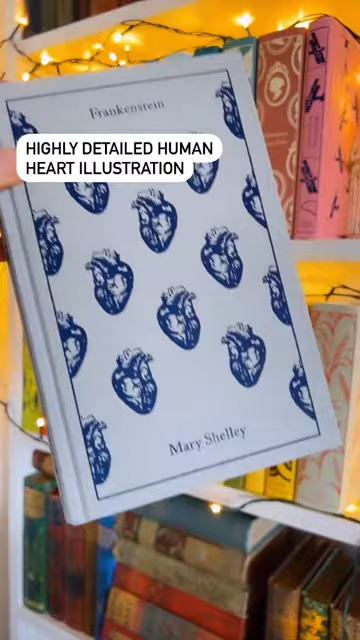 Frankenstein
HIGHLY DETAILED HUMAN
HEART ILLUSTRATION
Mary Shelley